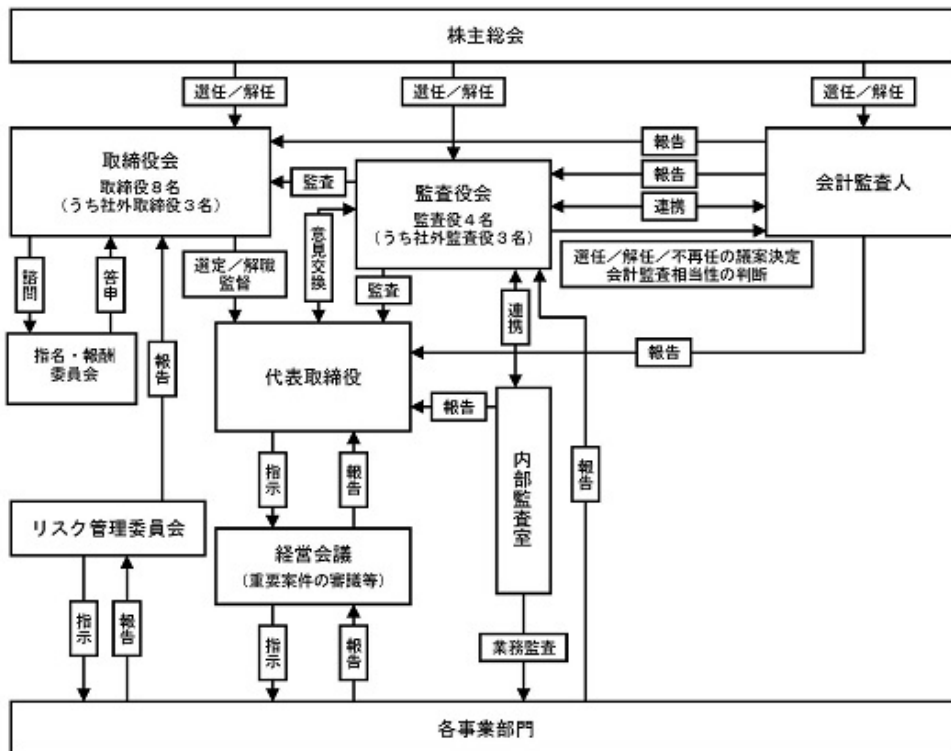 株主総会
選任／解任
選任／解任
選任／解任
取締役会
取締役８名
（うち社外取締役３名）
監査
監査役会
監査役４名
（うち社外監査役３名）
報告
報告
連携
会計監査人
選任／解任／不再任の議案決定
会計監査相当性の判断
諮問
答申
選定／解職
監督
意見交換
監査
連携
指名・報酬
委員会
報告
代表取締役
報告
報告
内部監査室
報告
指示
報告
リスク管理委員会
経営会議
（重要案件の審議等）
指示
報告
指示
報告
業務監査
各事業部門